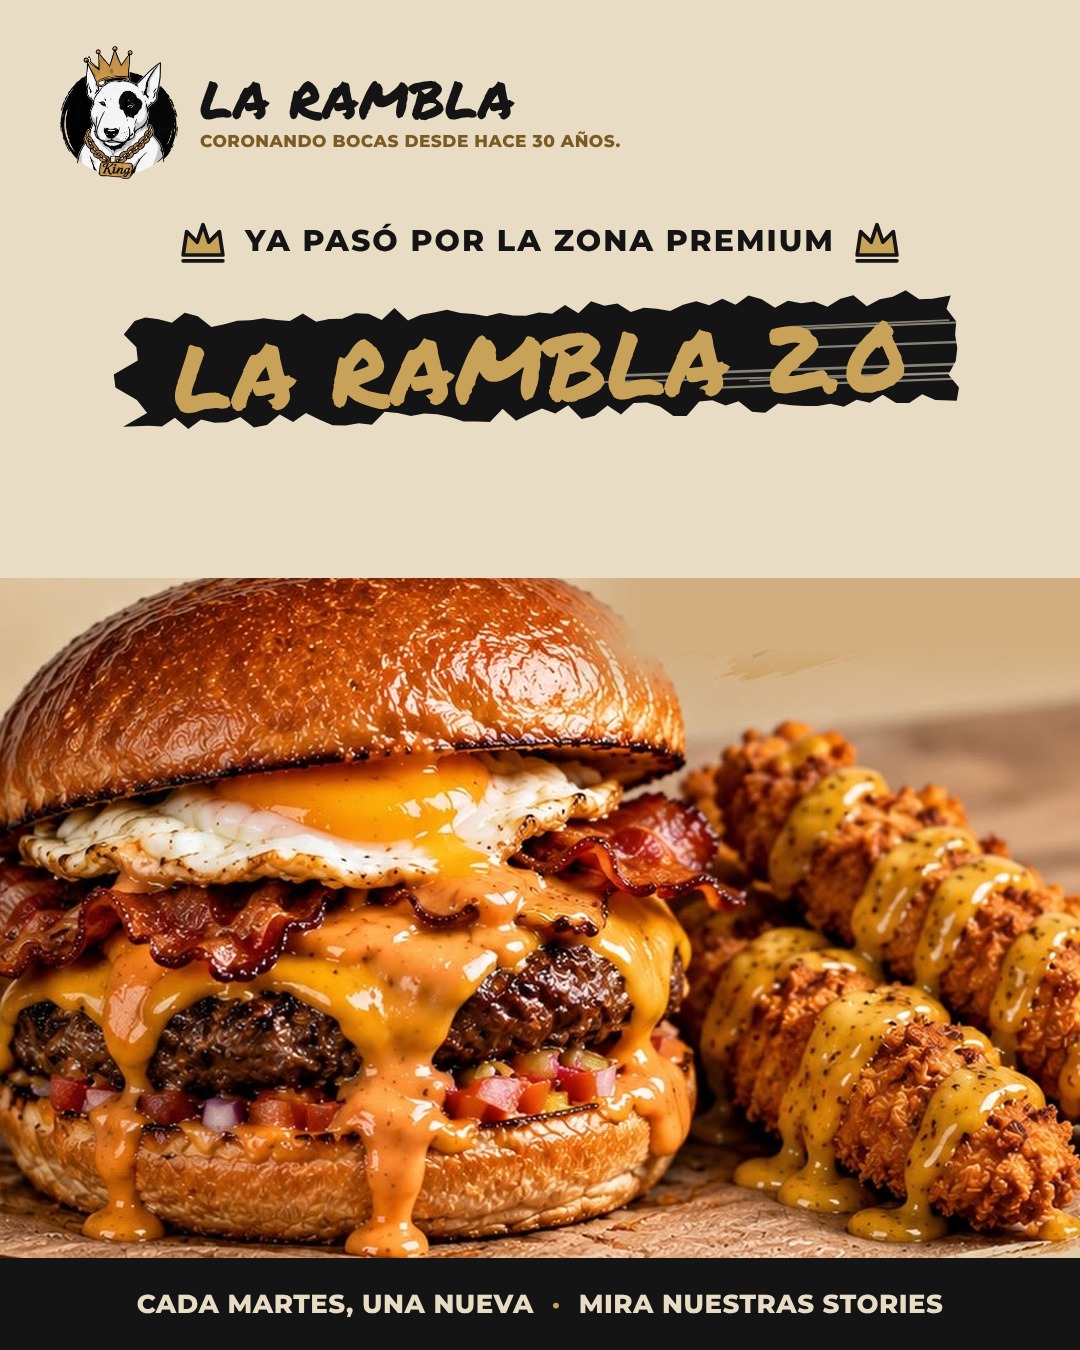 LA RAMBLA
CORONANDO BOCAS DESDE HACE 30 AÑOS.
King
YA PASÓ POR LA ZONA PREMIUM
LA RAMBLA 2.0
CADA MARTES, UNA NUEVA • MIRA NUESTRAS STORIES